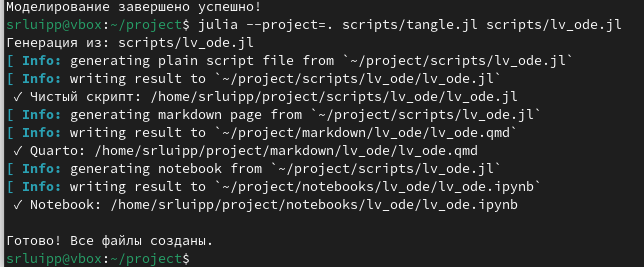 Моделирование завершено успешно!
srluipp@vbox:~/project$ julia --project=. scripts/tangle.jl scripts/lv_ode.jl
Генерация из: scripts/lv_ode.jl
[ Info: generating plain script file from `~/project/scripts/lv_ode.jl`
[ Info: writing result to `~/project/scripts/lv_ode/lv_ode.jl`
✓ Чистый скрипт: /home/srluipp/project/scripts/lv_ode/lv_ode.jl
[ Info: generating markdown page from `~/project/scripts/lv_ode.jl`
[ Info: writing result to `~/project/markdown/lv_ode/lv_ode.qmd`
✓ Quarto: /home/srluipp/project/markdown/lv_ode/lv_ode.qmd
[ Info: generating notebook from `~/project/scripts/lv_ode.jl`
[ Info: writing result to `~/project/notebooks/lv_ode/lv_ode.ipynb`
✓ Notebook: /home/srluipp/project/notebooks/lv_ode/lv_ode.ipynb
Готово! Все файлы созданы.
srluipp@vbox:~/project$